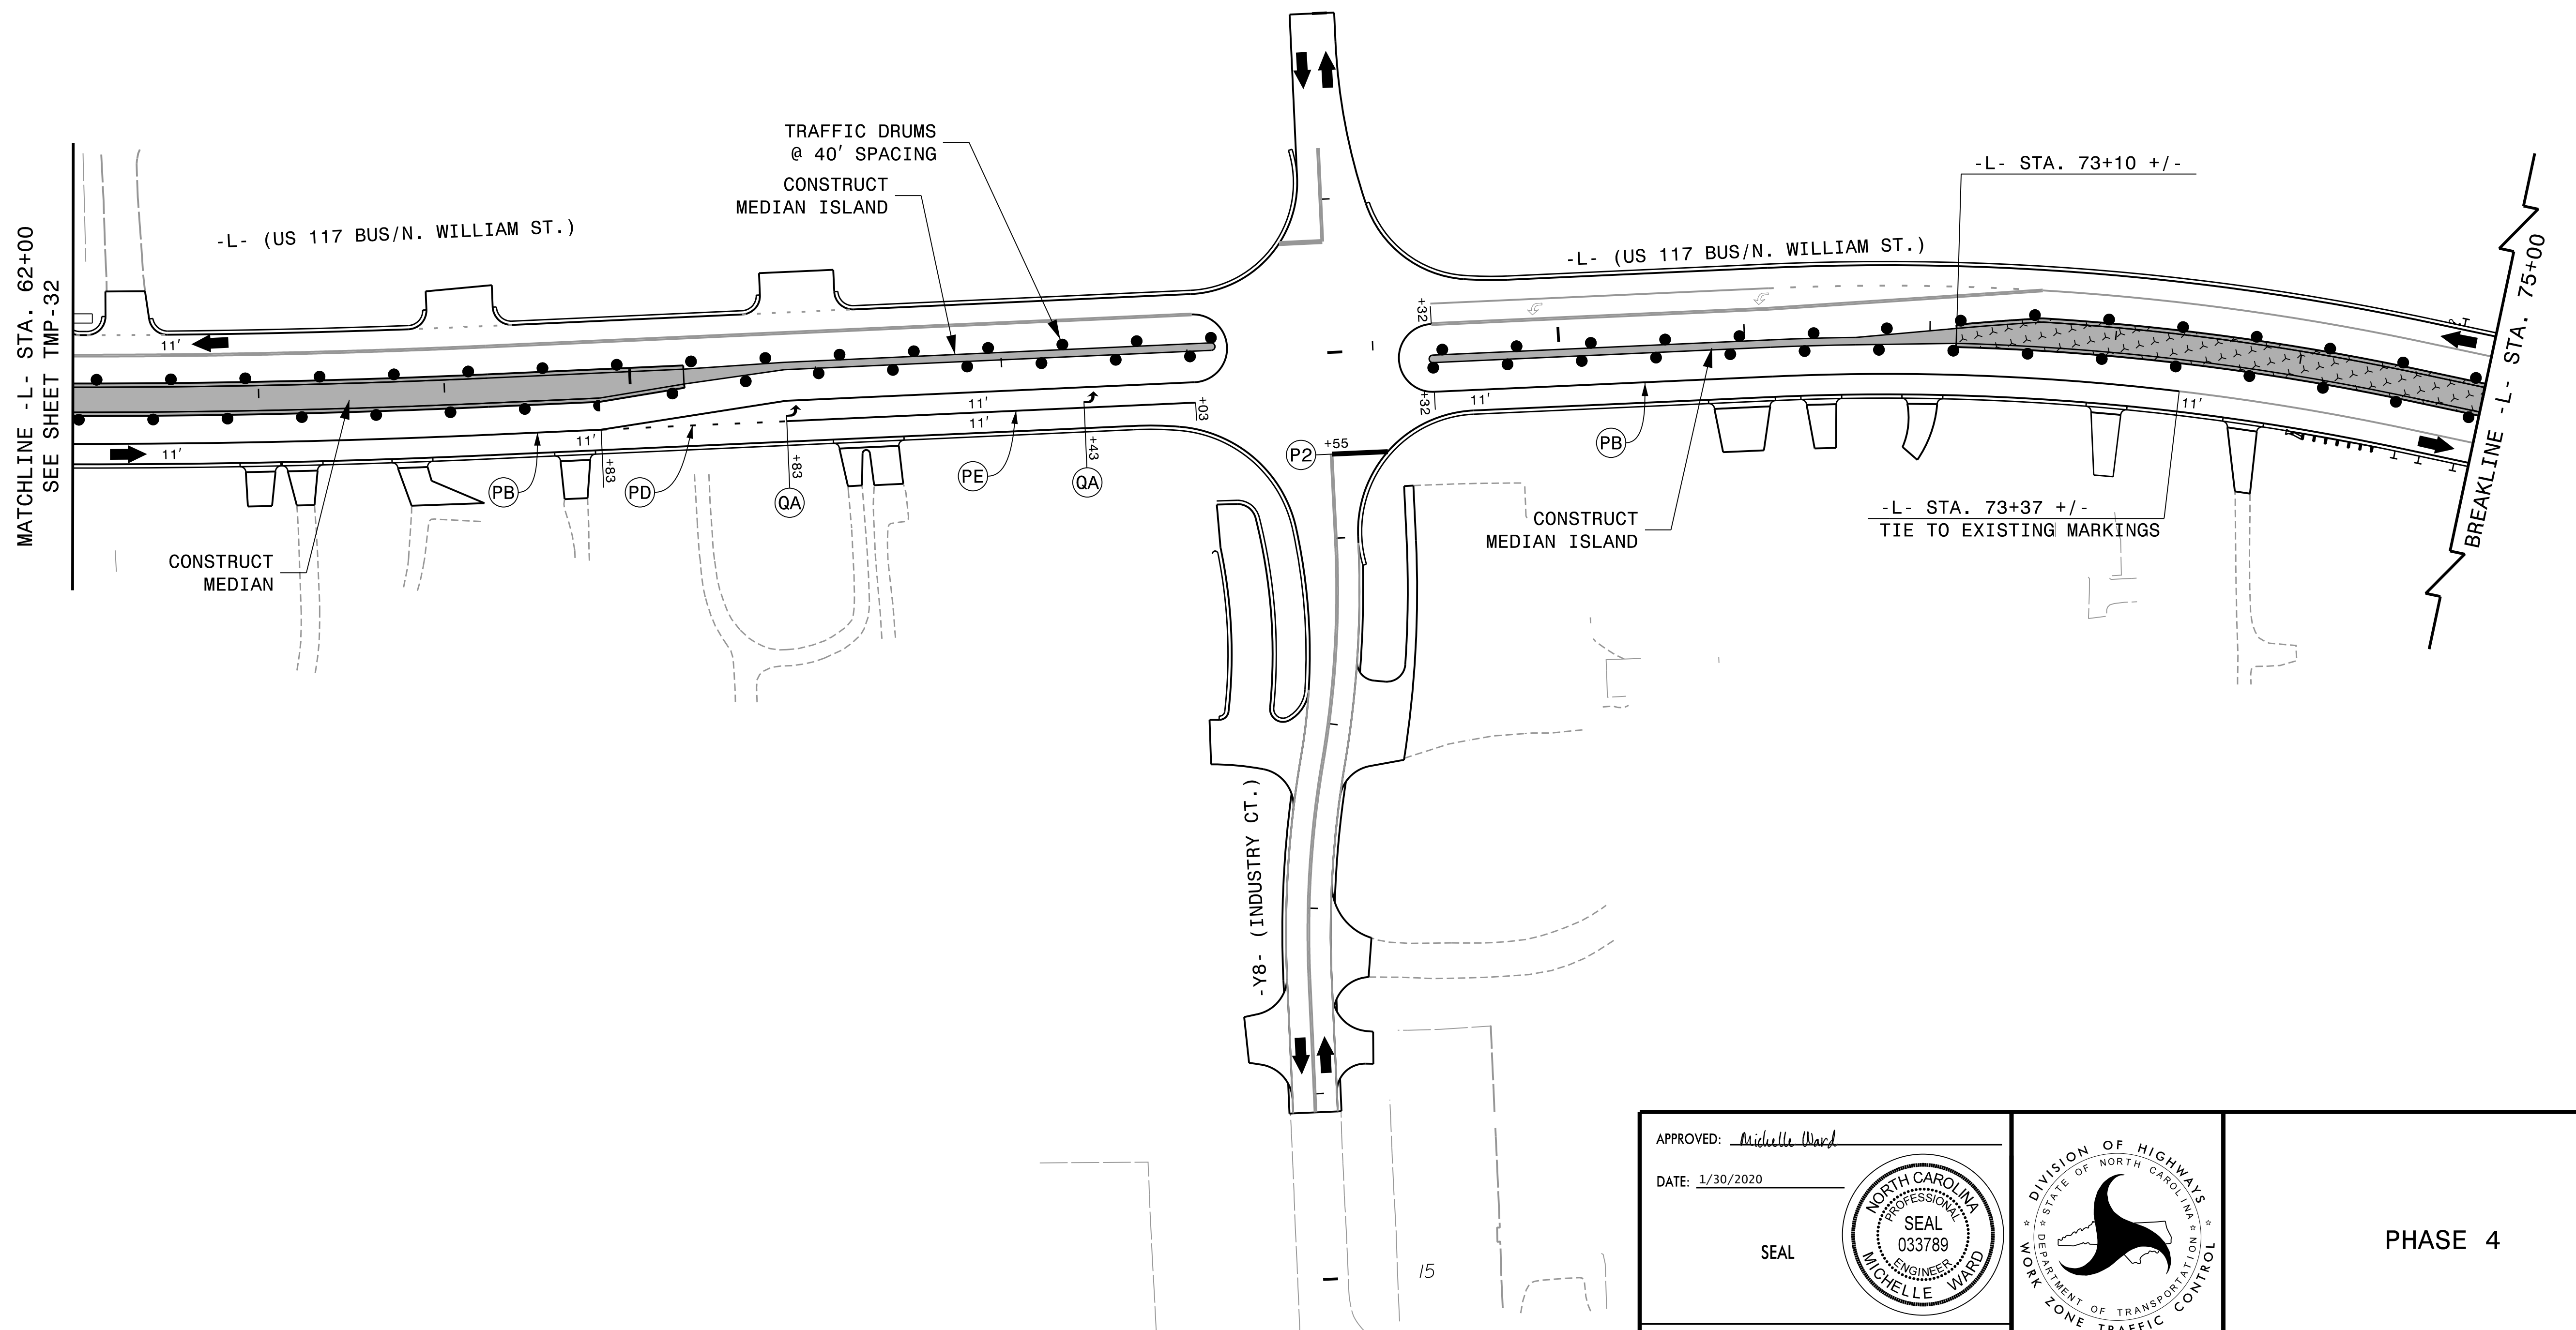 TRAFFIC DRUMS
@ 40' SPACING
CONSTRUCT
MEDIAN ISLAND
-L- STA. 73+10 +/-
-L- (US 117 BUS/N. WILLIAM ST.)
-L- (US 117 BUS/N. WILLIAM ST.)
MATCHLINE -L- STA. 62+00
SEE SHEET TMP-32
BREAKLINE -L- STA. 75+00
+32
11'
11'
11'
+03
+32
11'
11'
11'
11'
+83
+83
+43
PB
PD
QA
PE
QA
P2
+55
PB
-L- STA. 73+37 +/-
TIE TO EXISTING MARKINGS
CONSTRUCT
MEDIAN ISLAND
CONSTRUCT
MEDIAN
-Y8- (INDUSTRY CT.)
15
APPROVED: Michelle Ward
DATE: 1/30/2020
SEAL
NORTH CAROLINA
PROFESSIONAL
SEAL
033789
ENGINEER
MICHELLE WARD
DIVISION OF HIGHWAYS
STATE OF NORTH CAROLINA
DEPARTMENT OF TRANSPORTATION
WORK ZONE TRAFFIC CONTROL
PHASE 4